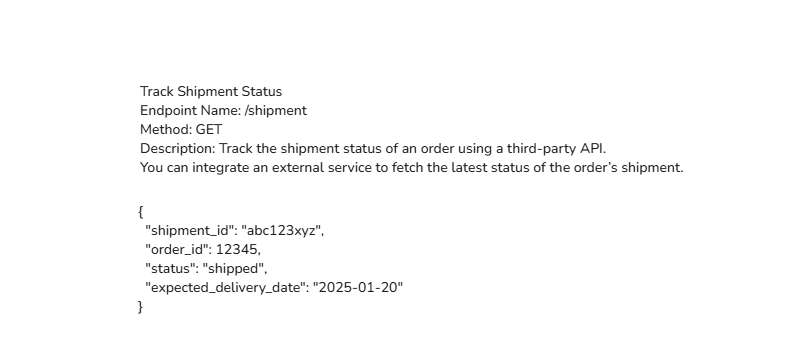 Track Shipment Status
Endpoint Name: /shipment
Method: GET
Description: Track the shipment status of an order using a third-party API.
You can integrate an external service to fetch the latest status of the order’s shipment.
{
"shipment_id": "abc123xyz",
"order_id": 12345,
"status": "shipped",
"expected_delivery_date": "2025-01-20"
}